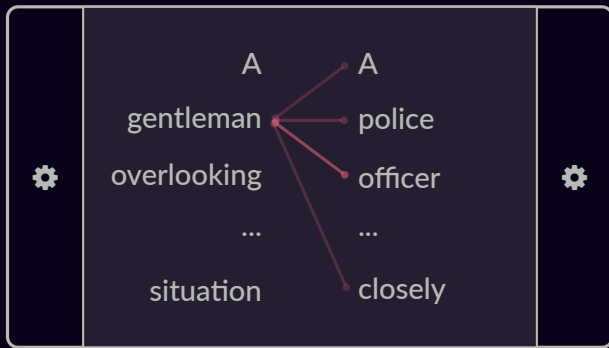 A A
gentleman police
overlooking officer
... ...
situation closely